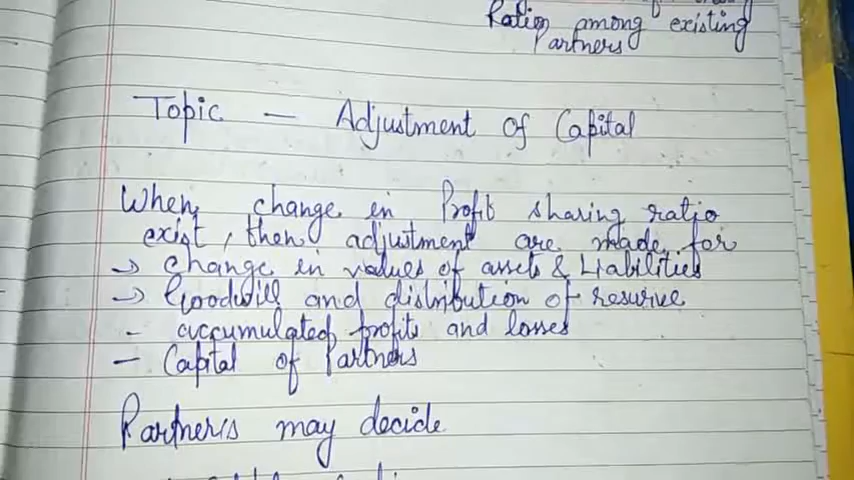 Ratio among existing
Partners
Topic — Adjustment of Capital
When change in Profit sharing ratio
exist, then adjustment are made for
→ change in values of assets & Liabilities
→ Goodwill and distribution of reserve
- accumulated profits and losses
- Capital of Partners
Partners may decide